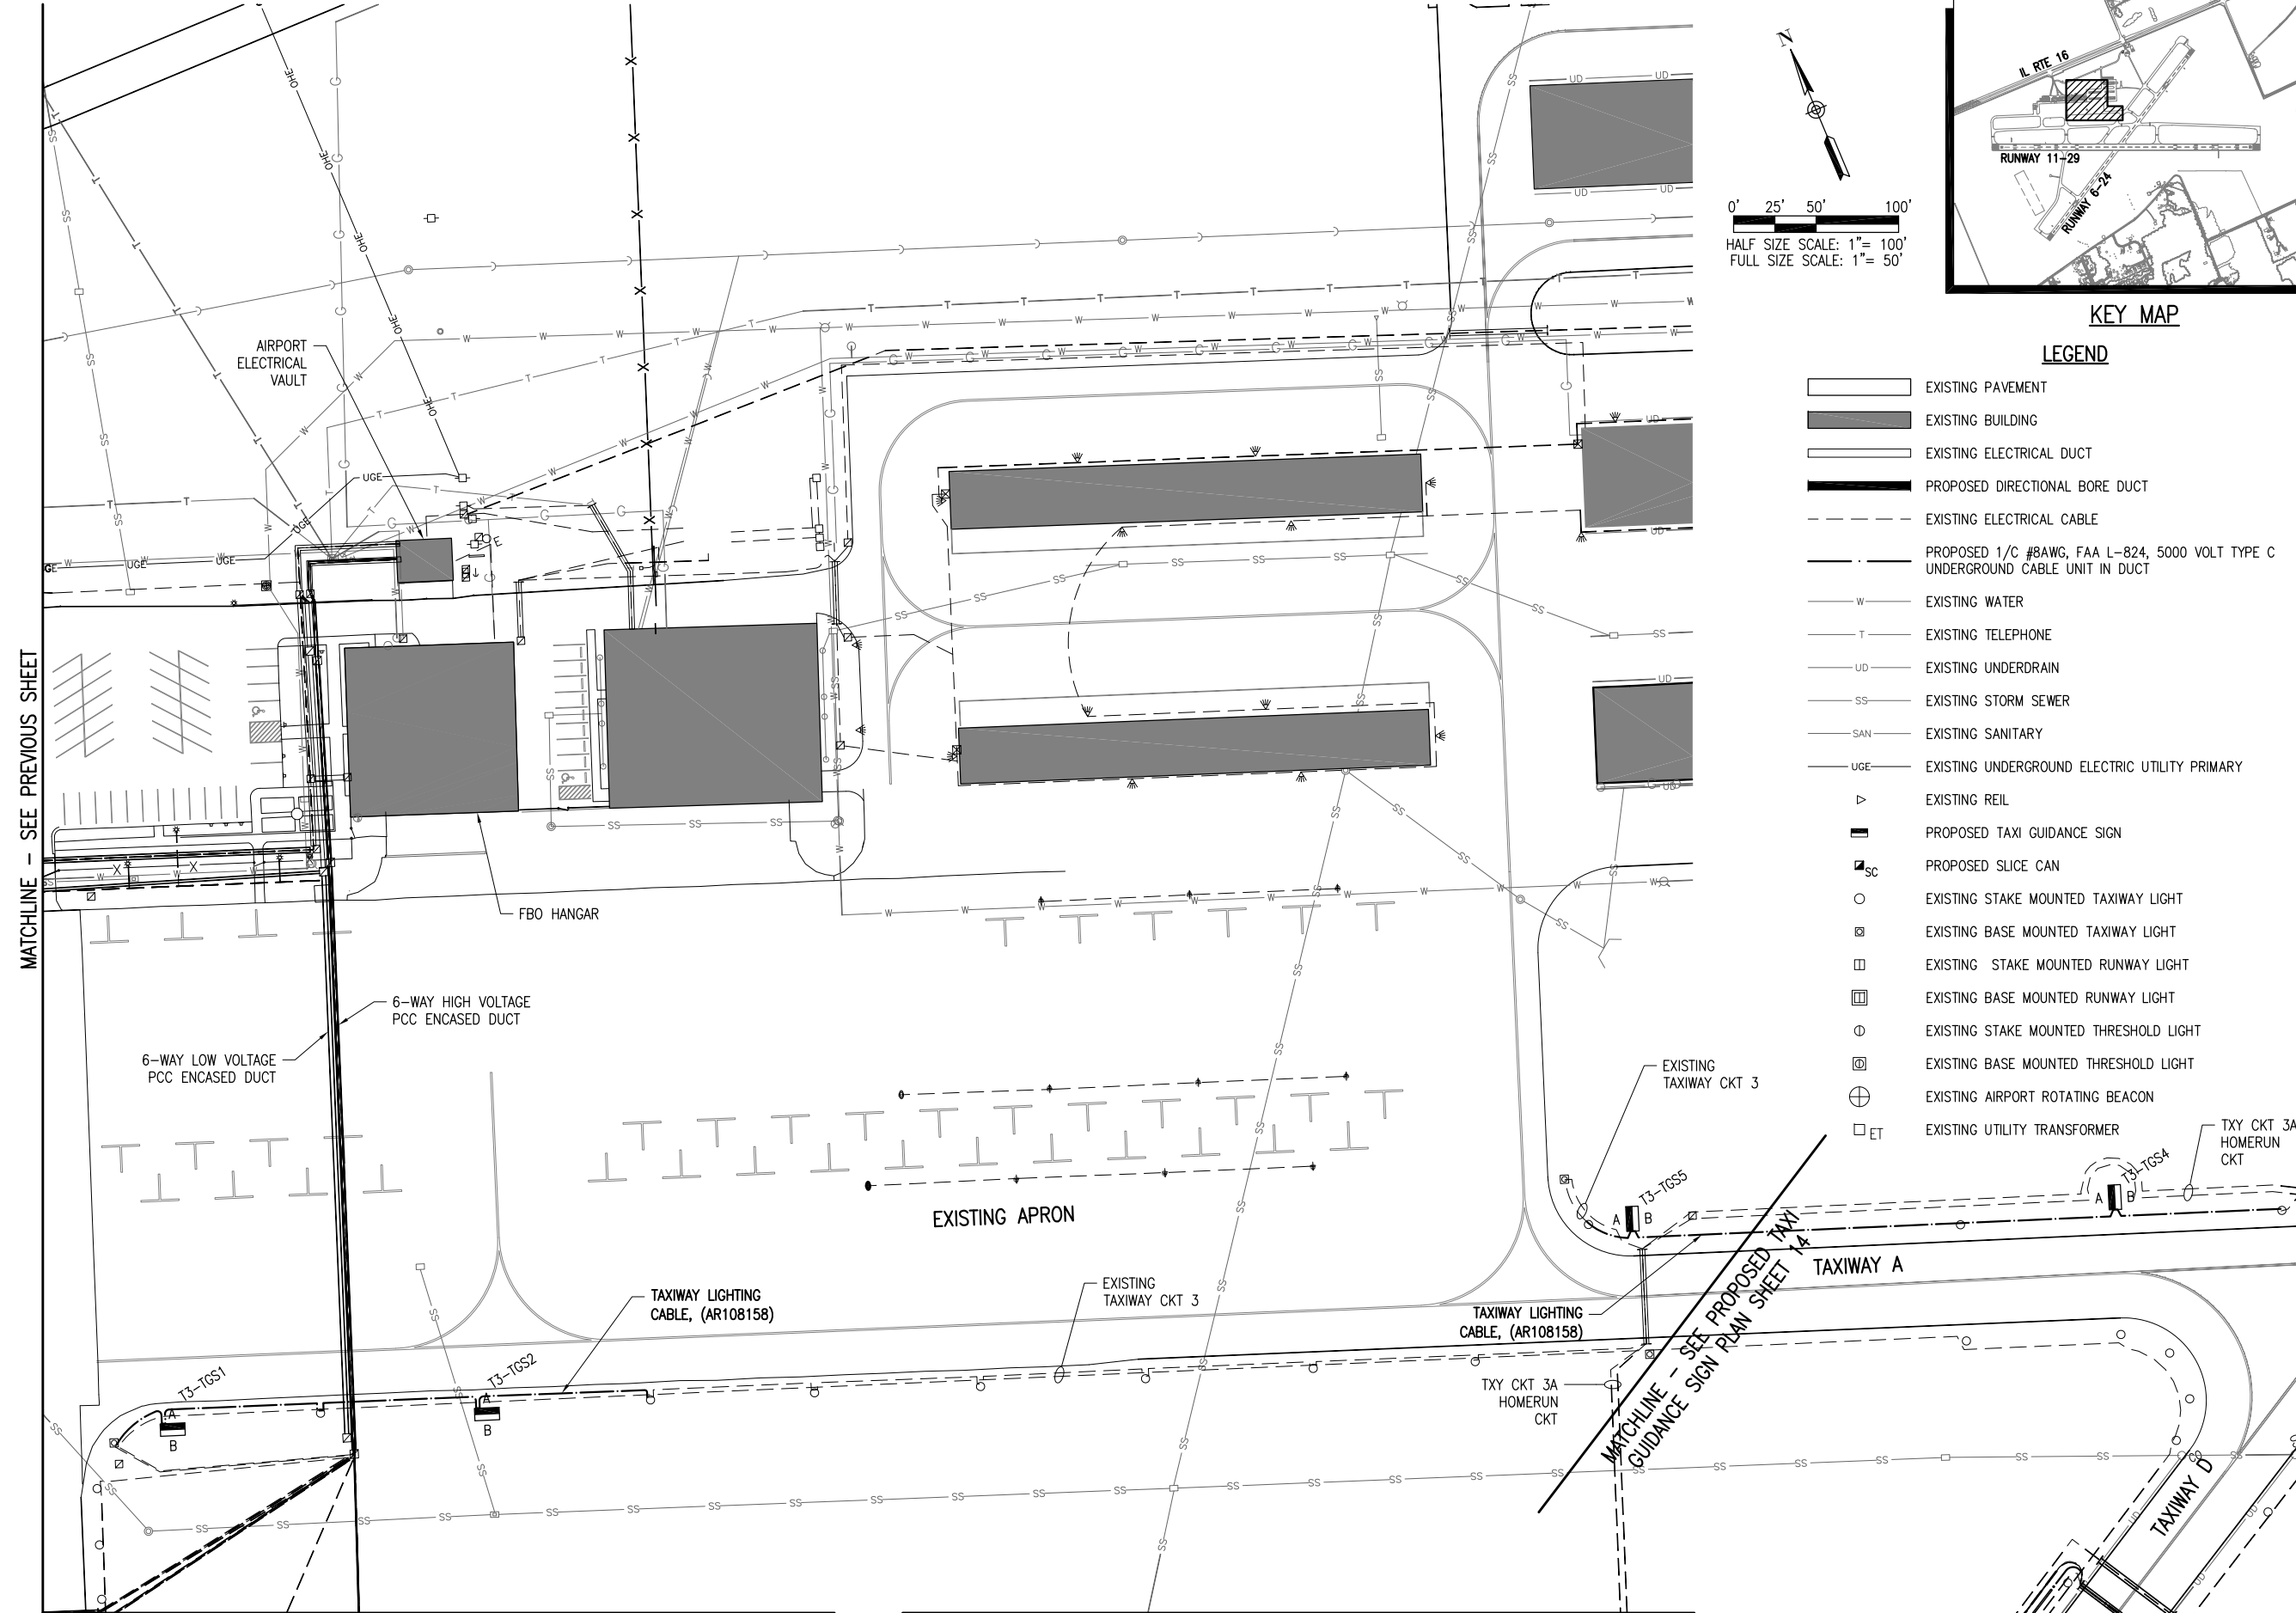 MATCHLINE – SEE PREVIOUS SHEET
AIRPORT
ELECTRICAL
VAULT
FBO HANGAR
6–WAY HIGH VOLTAGE
PCC ENCASED DUCT
6–WAY LOW VOLTAGE
PCC ENCASED DUCT
EXISTING APRON
TAXIWAY LIGHTING
CABLE, (AR108158)
EXISTING
TAXIWAY CKT 3
T3–TGS1
A
B
T3–TGS2
A
B
TAXIWAY LIGHTING
CABLE, (AR108158)
TXY CKT 3A
HOMERUN
CKT
MATCHLINE – SEE PROPOSED TAXI
GUIDANCE SIGN PLAN SHEET 14
EXISTING
TAXIWAY CKT 3
T3–TGS5
A
B
T3–TGS4
A
B
TXY CKT 3A
HOMERUN
CKT
TAXIWAY A
TAXIWAY D
N
0' 25' 50' 100'
HALF SIZE SCALE: 1"= 100'
FULL SIZE SCALE: 1"= 50'
IL RTE 16
RUNWAY 11–29
RUNWAY 6–24
KEY MAP
LEGEND
EXISTING PAVEMENT
EXISTING BUILDING
EXISTING ELECTRICAL DUCT
PROPOSED DIRECTIONAL BORE DUCT
EXISTING ELECTRICAL CABLE
PROPOSED 1/C #8AWG, FAA L–824, 5000 VOLT TYPE C
UNDERGROUND CABLE UNIT IN DUCT
W EXISTING WATER
T EXISTING TELEPHONE
UD EXISTING UNDERDRAIN
SS EXISTING STORM SEWER
SAN EXISTING SANITARY
UGE EXISTING UNDERGROUND ELECTRIC UTILITY PRIMARY
EXISTING REIL
PROPOSED TAXI GUIDANCE SIGN
SC PROPOSED SLICE CAN
EXISTING STAKE MOUNTED TAXIWAY LIGHT
EXISTING BASE MOUNTED TAXIWAY LIGHT
EXISTING STAKE MOUNTED RUNWAY LIGHT
EXISTING BASE MOUNTED RUNWAY LIGHT
EXISTING STAKE MOUNTED THRESHOLD LIGHT
EXISTING BASE MOUNTED THRESHOLD LIGHT
EXISTING AIRPORT ROTATING BEACON
ET EXISTING UTILITY TRANSFORMER